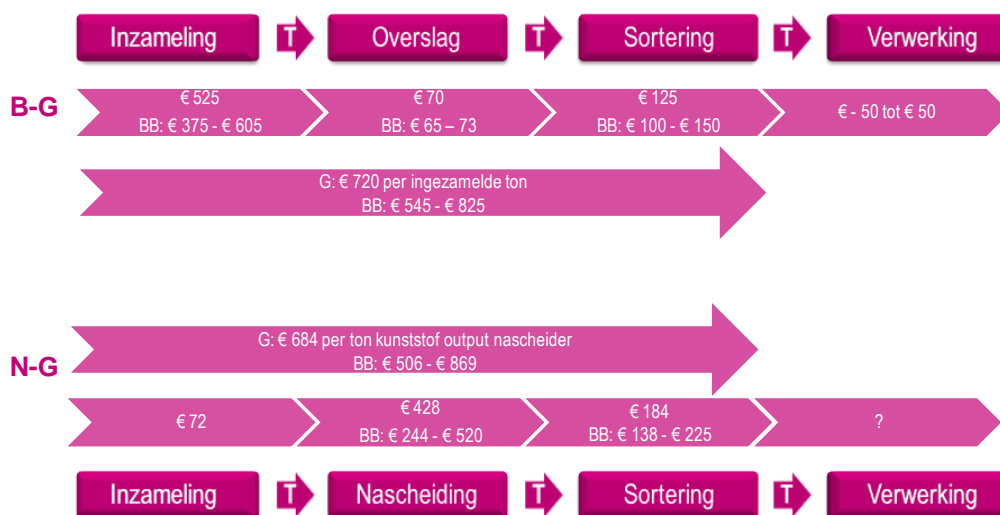 Inzameling T Overslag T Sortering T Verwerking
B-G
€ 525
BB: € 375 - € 605
€ 70
BB: € 65 – 73
€ 125
BB: € 100 - € 150
€ - 50 tot € 50
G: € 720 per ingezamelde ton
BB: € 545 - € 825
G: € 684 per ton kunststof output nascheider
BB: € 506 - € 869
N-G
€ 72
€ 428
BB: € 244 - € 520
€ 184
BB: € 138 - € 225
?
Inzameling T Nascheiding T Sortering T Verwerking